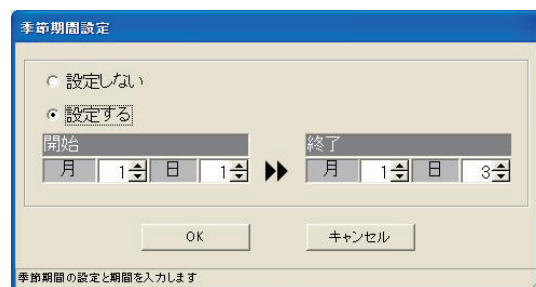 季節期間設定
設定しない
設定する
開始 終了
月 1 日 1 月 1 日 3
OK キャンセル
季節期間の設定と期間を入力します